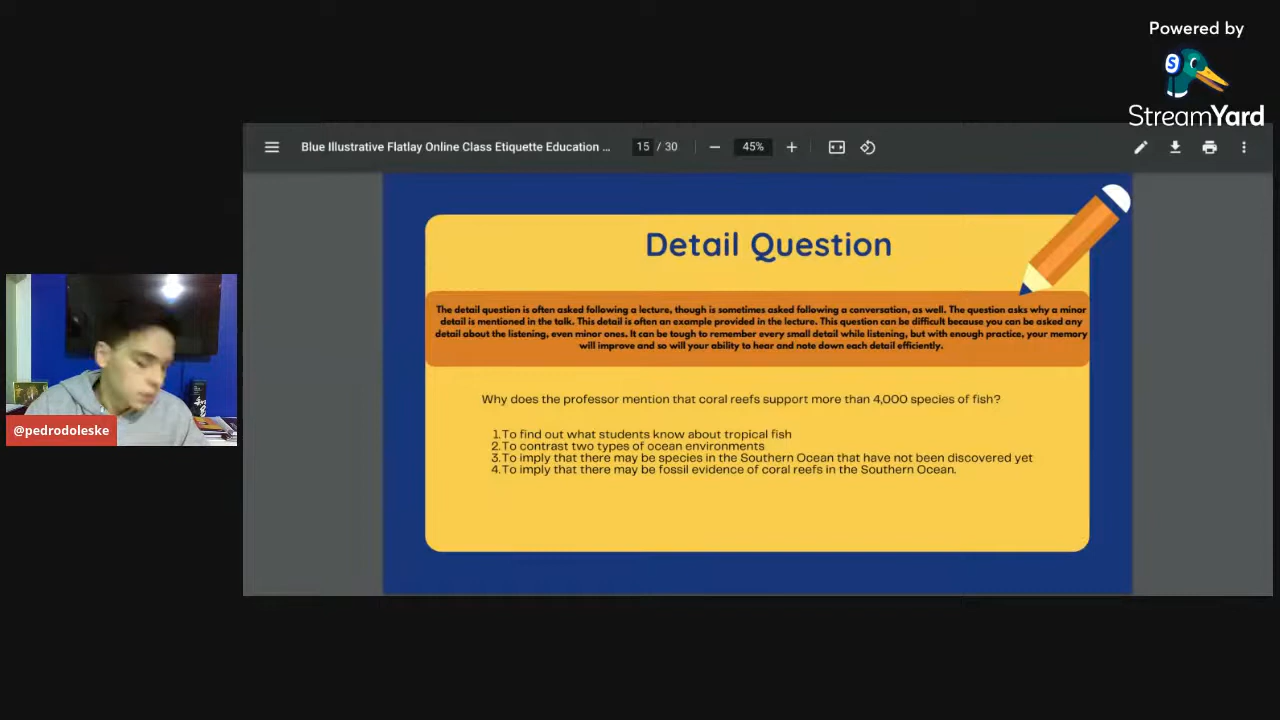 Powered by
S
StreamYard
Blue Illustrative Flatlay Online Class Etiquette Education ...
15 / 30
45%
Detail Question
The detail question is often asked following a lecture, though is sometimes asked following a conversation, as well. The question asks why a minor
detail is mentioned in the talk. This detail is often an example provided in the lecture. This question can be difficult because you can be asked any
detail about the listening, even minor ones. It can be tough to remember every small detail while listening, but with enough practice, your memory
will improve and so will your ability to hear and note down each detail efficiently.
Why does the professor mention that coral reefs support more than 4,000 species of fish?
1.To find out what students know about tropical fish
2.To contrast two types of ocean environments
3.To imply that there may be species in the Southern Ocean that have not been discovered yet
4.To imply that there may be fossil evidence of coral reefs in the Southern Ocean.
@pedrodoleske